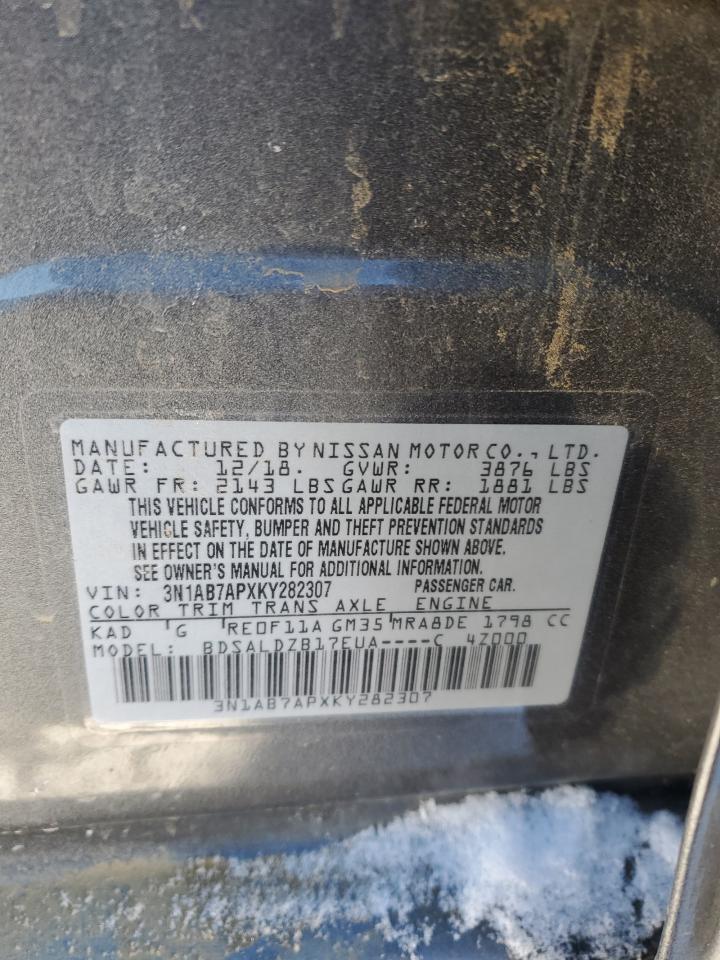 MANUFACTURED BY NISSAN MOTOR CO., LTD.
DATE: 12/18. GVWR: 3876 LBS
GAWR FR: 2143 LBS GAWR RR: 1881 LBS
THIS VEHICLE CONFORMS TO ALL APPLICABLE FEDERAL MOTOR
VEHICLE SAFETY, BUMPER AND THEFT PREVENTION STANDARDS
IN EFFECT ON THE DATE OF MANUFACTURE SHOWN ABOVE.
SEE OWNER'S MANUAL FOR ADDITIONAL INFORMATION.
VIN: 3N1AB7APXKY282307 PASSENGER CAR.
COLOR TRIM TRANS AXLE ENGINE
KAD G RE0F11A GM35 MRA8DE 1798 CC
MODEL: BDSALDZB17EUA----C 4Z000
3N1AB7APXKY282307